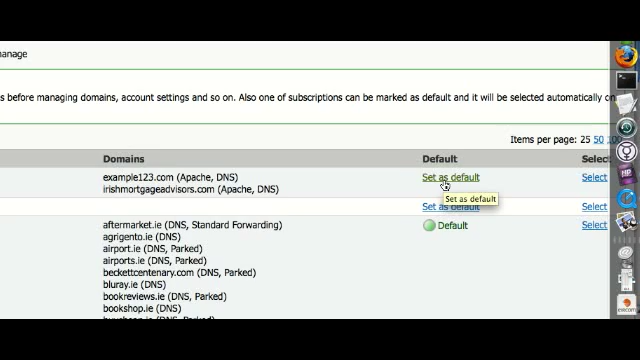 manage
s before managing domains, account settings and so on. Also one of subscriptions can be marked as default and it will be selected automatically on
Items per page: 25 50 100
Domains Default Select
example123.com (Apache, DNS) Set as default Select
irishmortgageadvisors.com (Apache, DNS)
Set as default
Set as default Select
aftermarket.ie (DNS, Standard Forwarding) Default Select
agrigento.ie (DNS)
airport.ie (DNS, Parked)
airports.ie (DNS, Parked)
beckettcentenary.com (DNS, Parked)
bluray.ie (DNS)
bookreviews.ie (DNS, Parked)
bookshop.ie (DNS)
HP